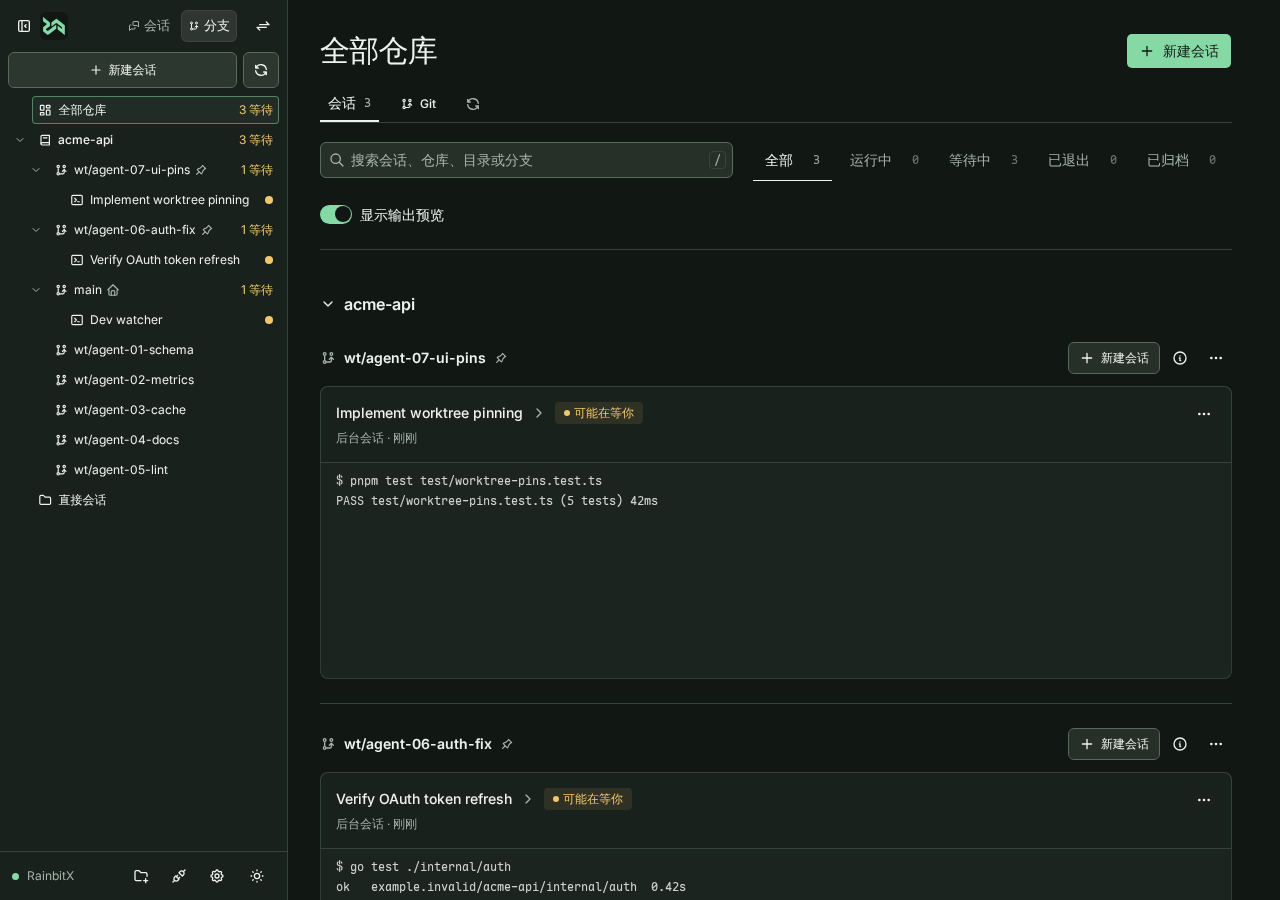 会话
分支
新建会话
全部仓库
3 等待
acme-api
3 等待
wt/agent-07-ui-pins
1 等待
Implement worktree pinning
wt/agent-06-auth-fix
1 等待
Verify OAuth token refresh
main
1 等待
Dev watcher
wt/agent-01-schema
wt/agent-02-metrics
wt/agent-03-cache
wt/agent-04-docs
wt/agent-05-lint
直接会话
RainbitX
全部仓库
新建会话
会话 3
Git
搜索会话、仓库、目录或分支 /
全部 3
运行中 0
等待中 3
已退出 0
已归档 0
显示输出预览
acme-api
wt/agent-07-ui-pins
新建会话
Implement worktree pinning
可能在等你
后台会话 · 刚刚
$ pnpm test test/worktree-pins.test.ts
PASS test/worktree-pins.test.ts (5 tests) 42ms
wt/agent-06-auth-fix
新建会话
Verify OAuth token refresh
可能在等你
后台会话 · 刚刚
$ go test ./internal/auth
ok   example.invalid/acme-api/internal/auth  0.42s